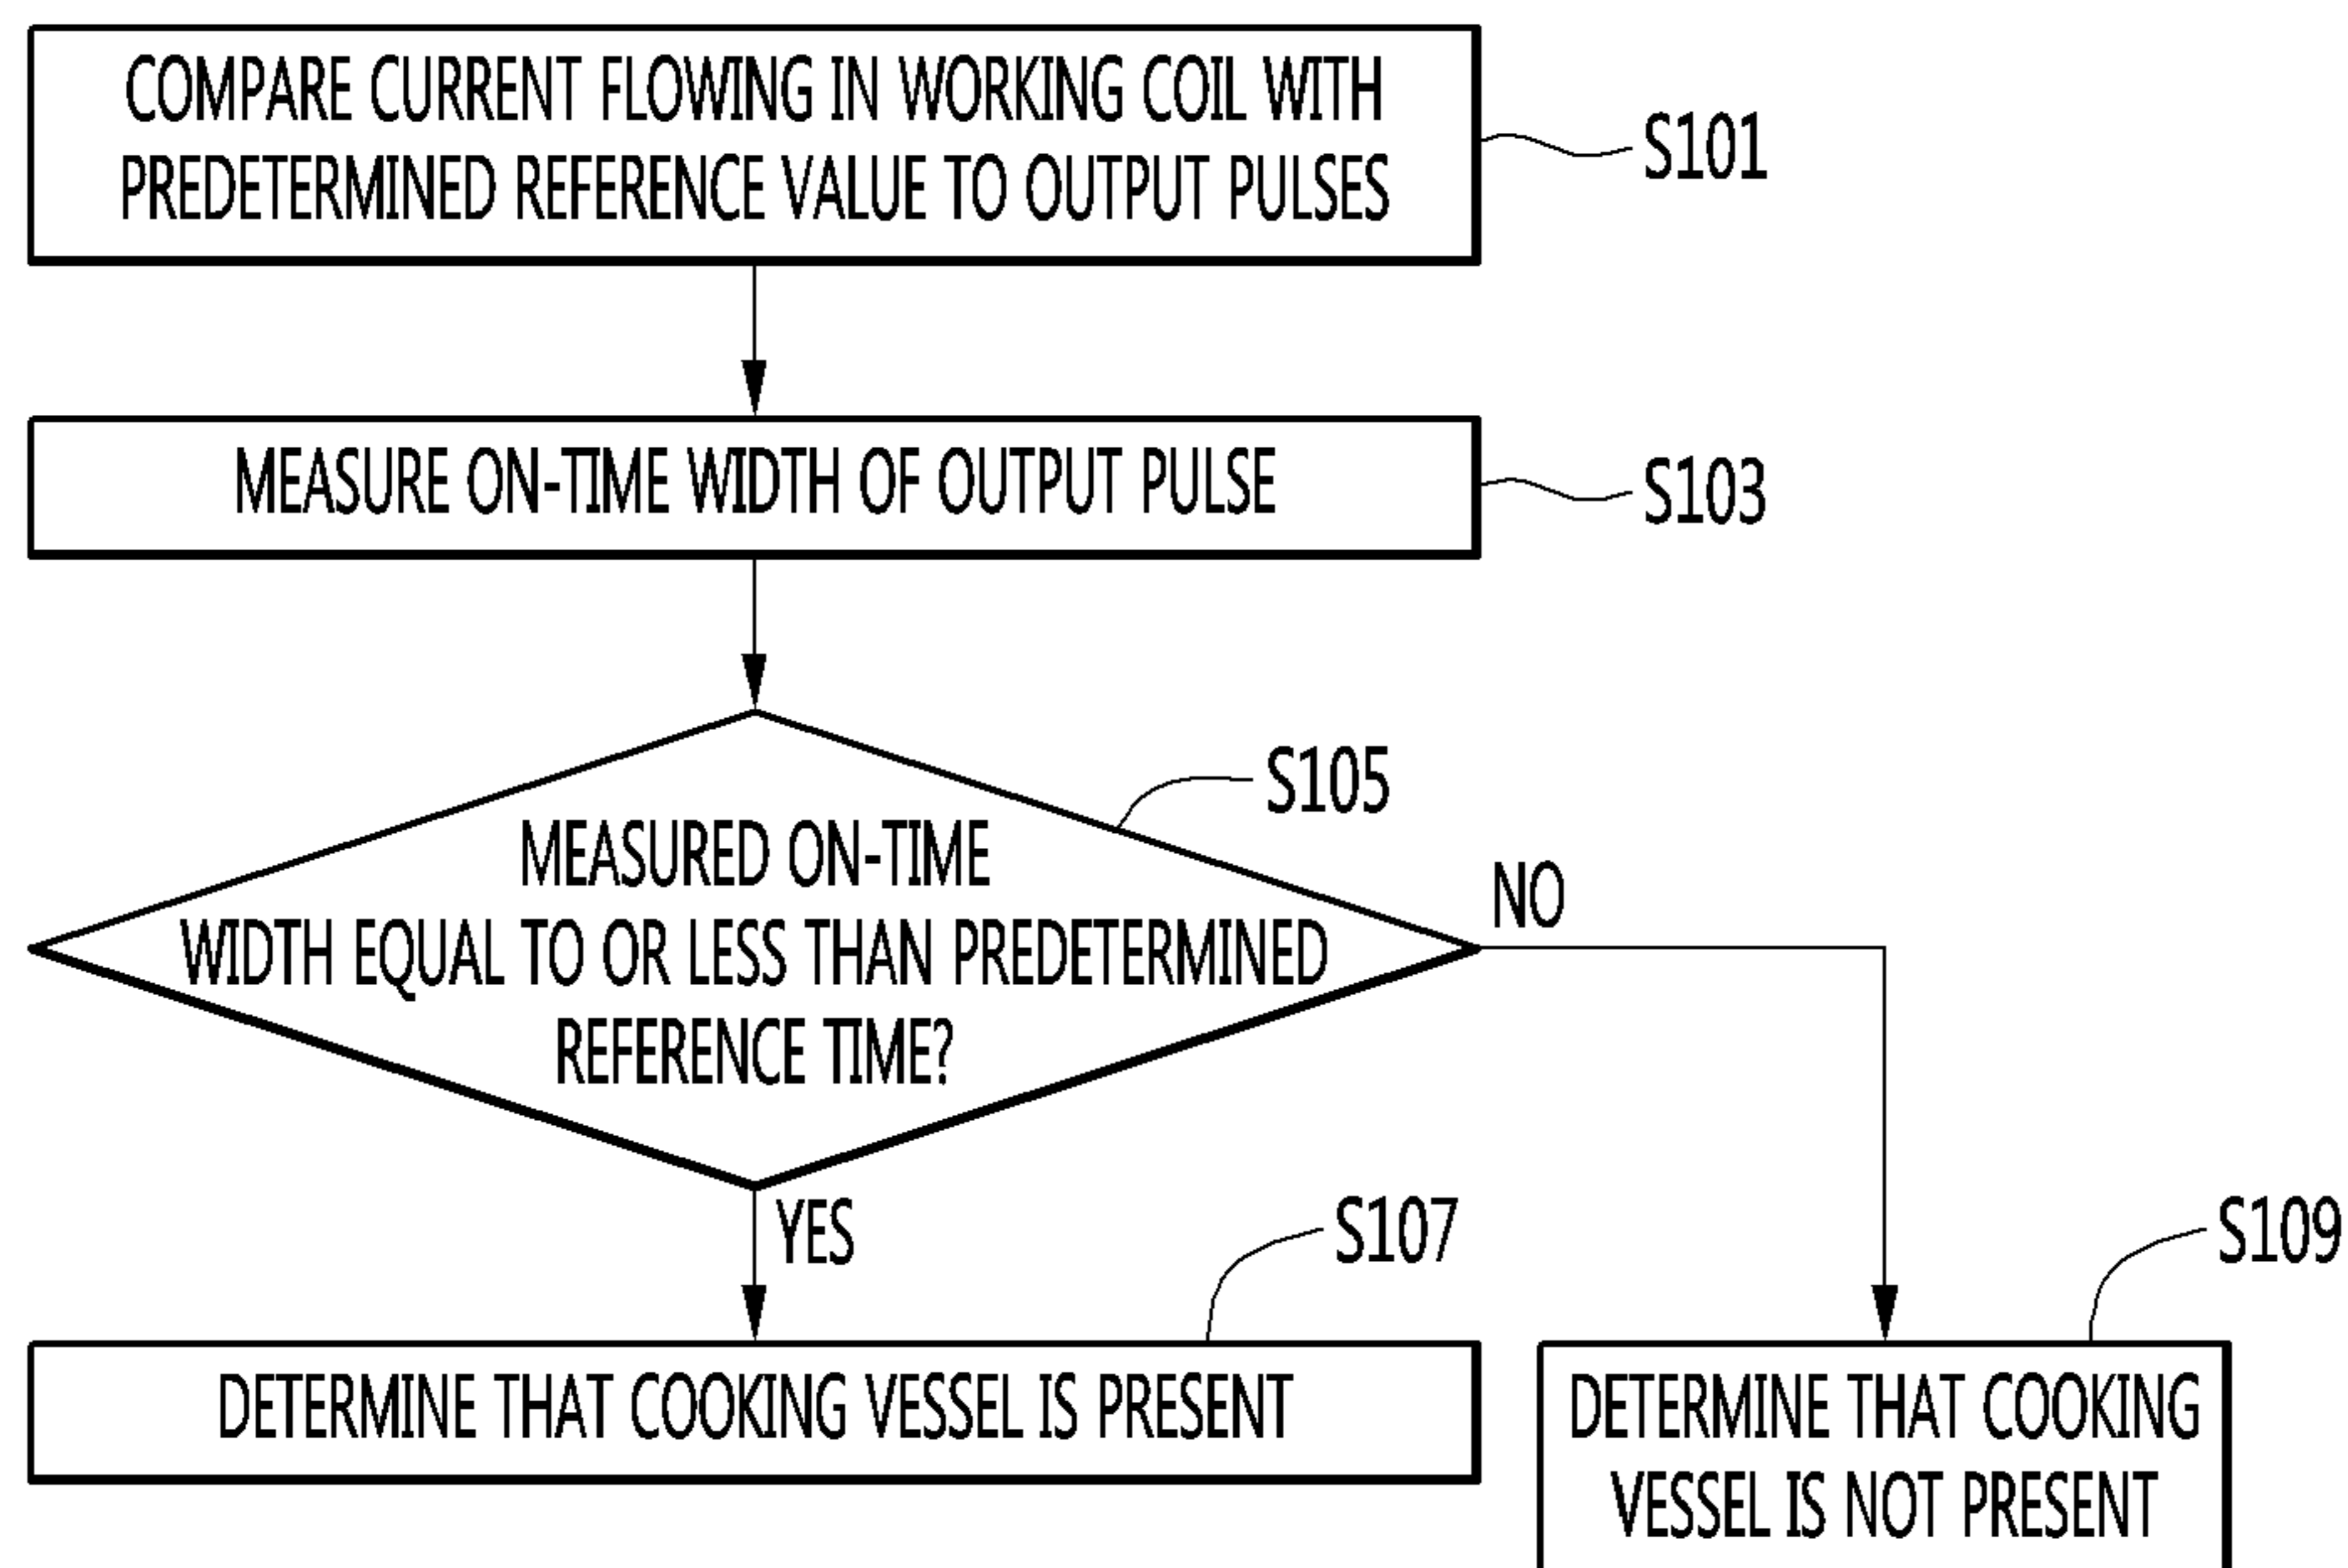 COMPARE CURRENT FLOWING IN WORKING COIL WITH
PREDETERMINED REFERENCE VALUE TO OUTPUT PULSES
S101
MEASURE ON-TIME WIDTH OF OUTPUT PULSE
S103
S105
MEASURED ON-TIME
WIDTH EQUAL TO OR LESS THAN PREDETERMINED
REFERENCE TIME?
NO
YES
S107
S109
DETERMINE THAT COOKING VESSEL IS PRESENT
DETERMINE THAT COOKING
VESSEL IS NOT PRESENT